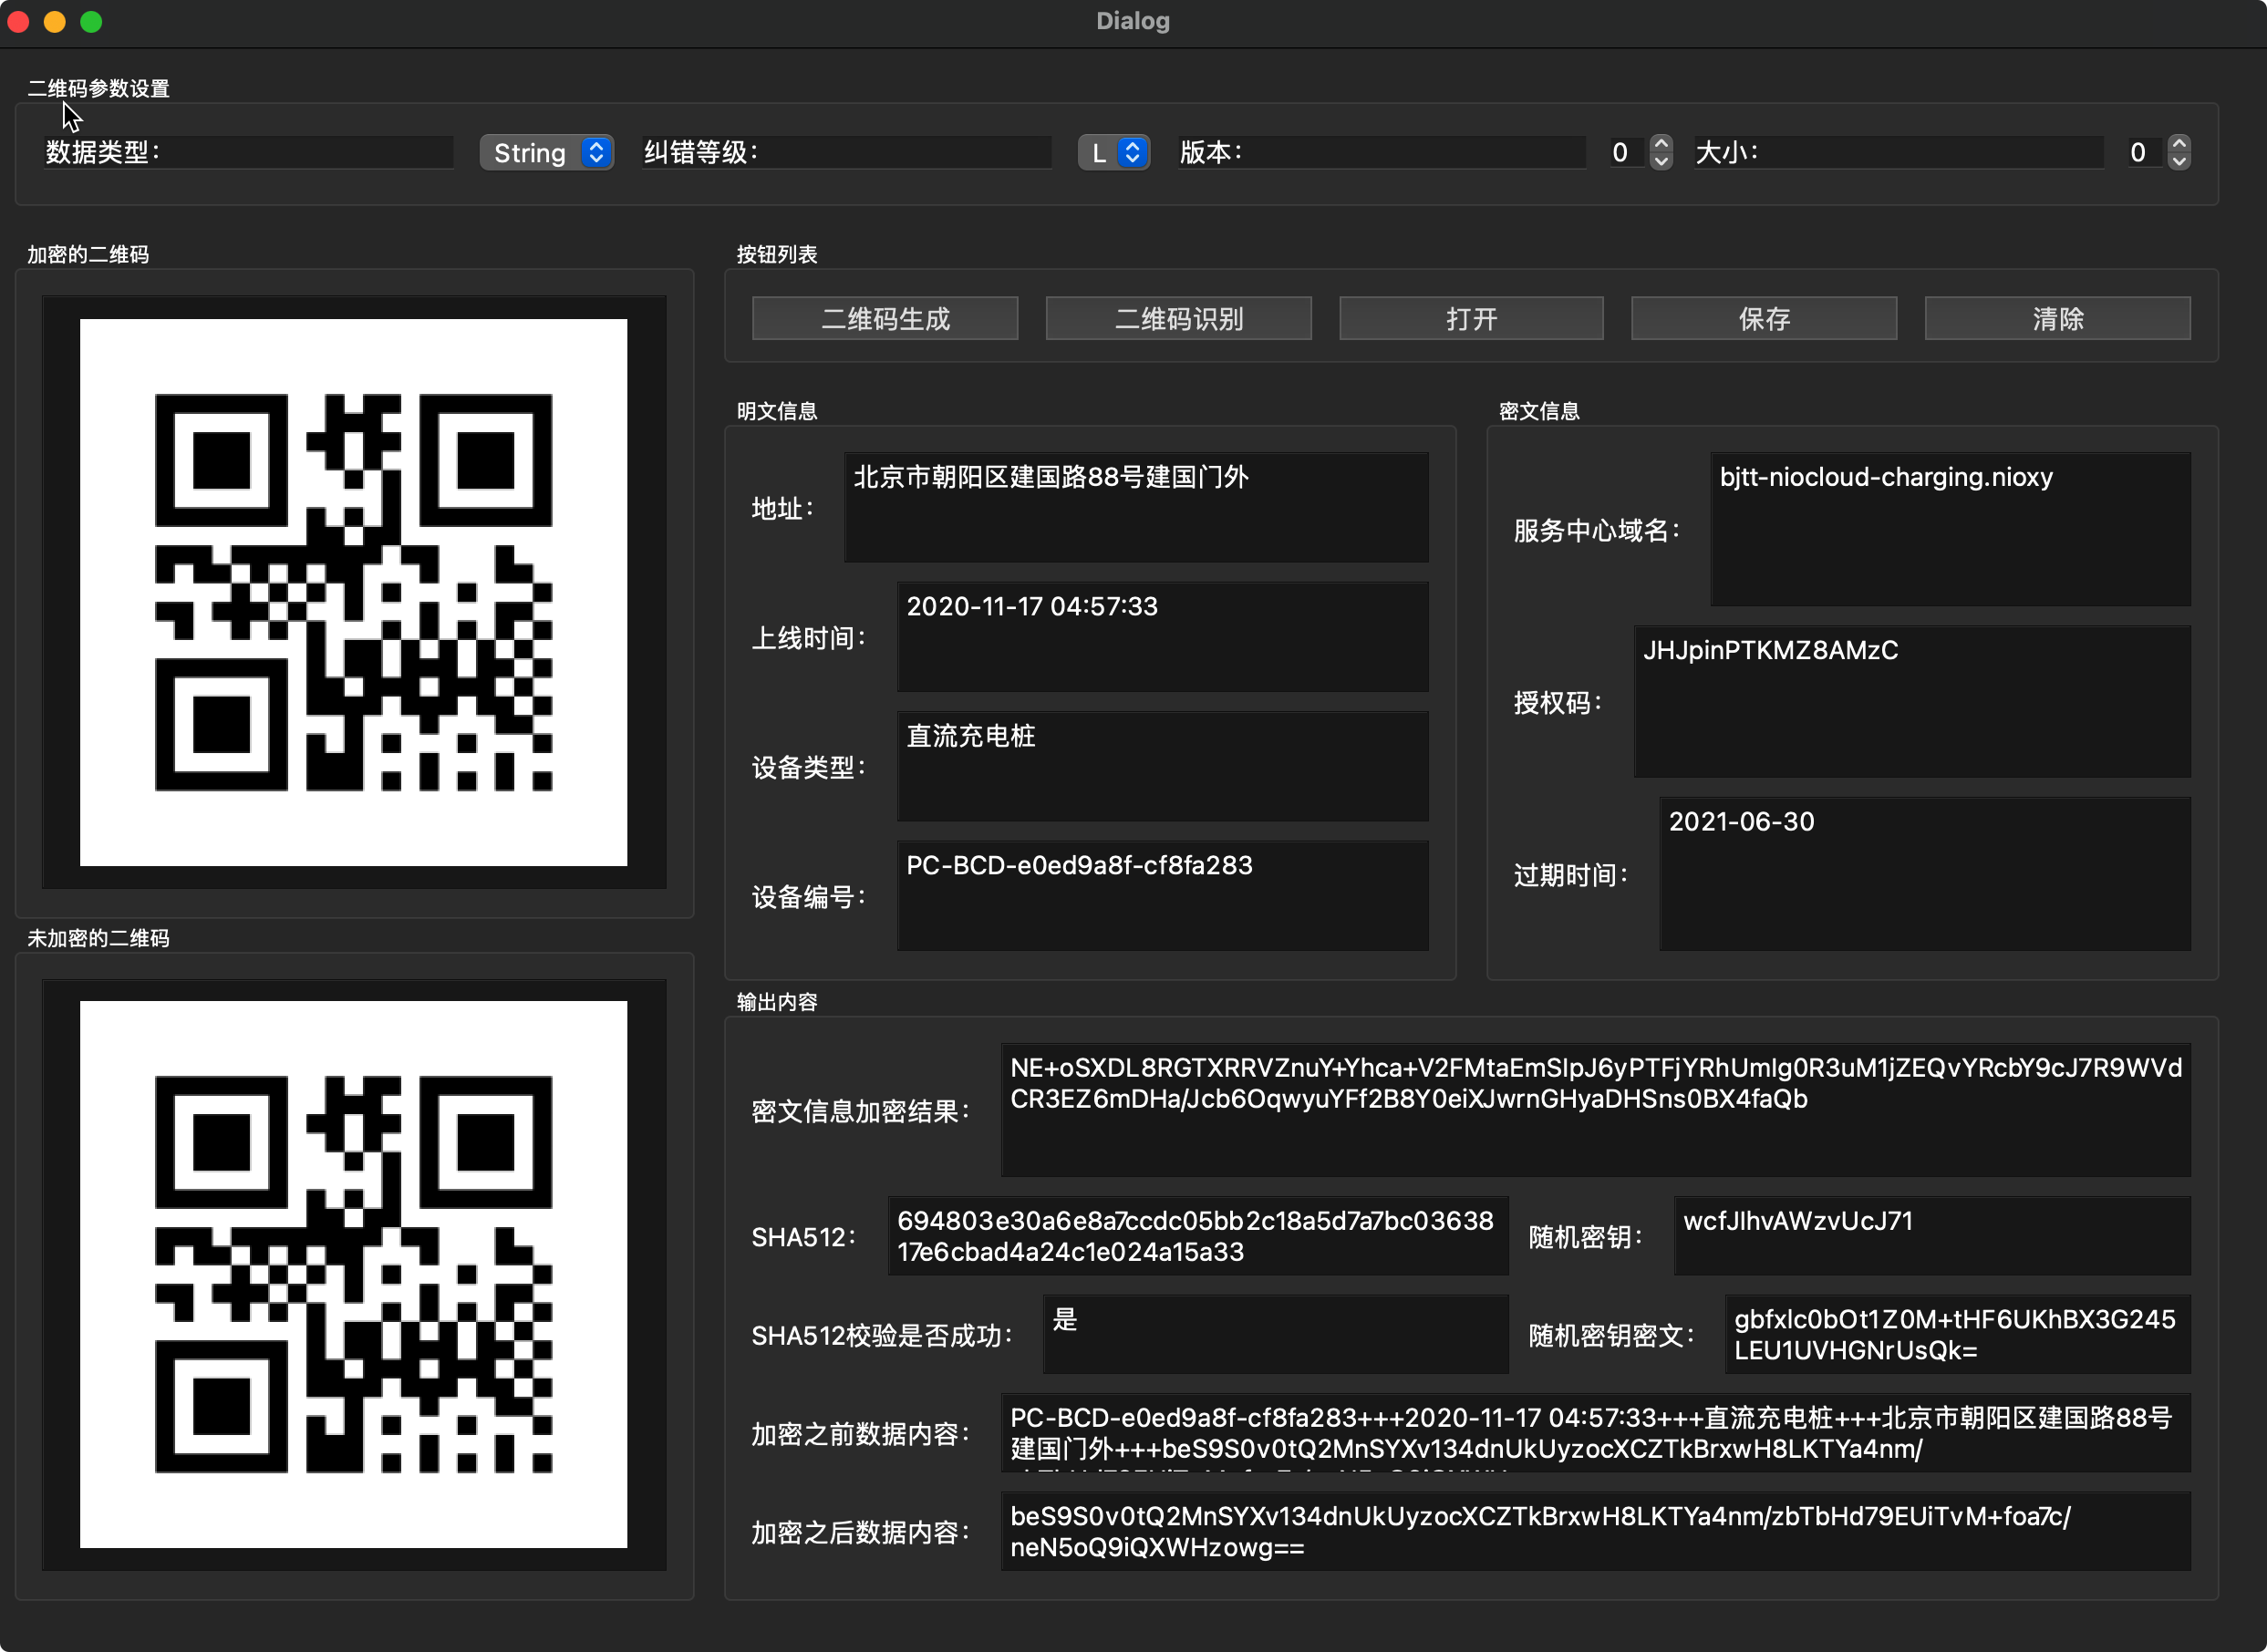 Dialog
二维码参数设置
数据类型： String 纠错等级： L 版本： 0 大小： 0
加密的二维码
按钮列表
二维码生成 二维码识别 打开 保存 清除
明文信息
地址： 北京市朝阳区建国路88号建国门外
上线时间： 2020-11-17 04:57:33
设备类型： 直流充电桩
设备编号： PC-BCD-e0ed9a8f-cf8fa283
密文信息
服务中心域名： bjtt-niocloud-charging.nioxy
授权码： JHJpinPTKMZ8AMzC
过期时间： 2021-06-30
未加密的二维码
输出内容
密文信息加密结果： NE+oSXDL8RGTXRRVZnuY+Yhca+V2FMtaEmSIpJ6yPTFjYRhUmIg0R3uM1jZEQvYRcbY9cJ7R9WVd
CR3EZ6mDHa/Jcb6OqwyuYFf2B8Y0eiXJwrnGHyaDHSns0BX4faQb
SHA512： 694803e30a6e8a7ccdc05bb2c18a5d7a7bc03638
17e6cbad4a24c1e024a15a33
随机密钥： wcfJlhvAWzvUcJ71
SHA512校验是否成功： 是
随机密钥密文： gbfxlc0bOt1Z0M+tHF6UKhBX3G245
LEU1UVHGNrUsQk=
加密之前数据内容： PC-BCD-e0ed9a8f-cf8fa283+++2020-11-17 04:57:33+++直流充电桩+++北京市朝阳区建国路88号
建国门外+++beS9S0v0tQ2MnSYXv134dnUkUyzocXCZTkBrxwH8LKTYa4nm/
加密之后数据内容： beS9S0v0tQ2MnSYXv134dnUkUyzocXCZTkBrxwH8LKTYa4nm/zbTbHd79EUiTvM+foa7c/
neN5oQ9iQXWHzowg==